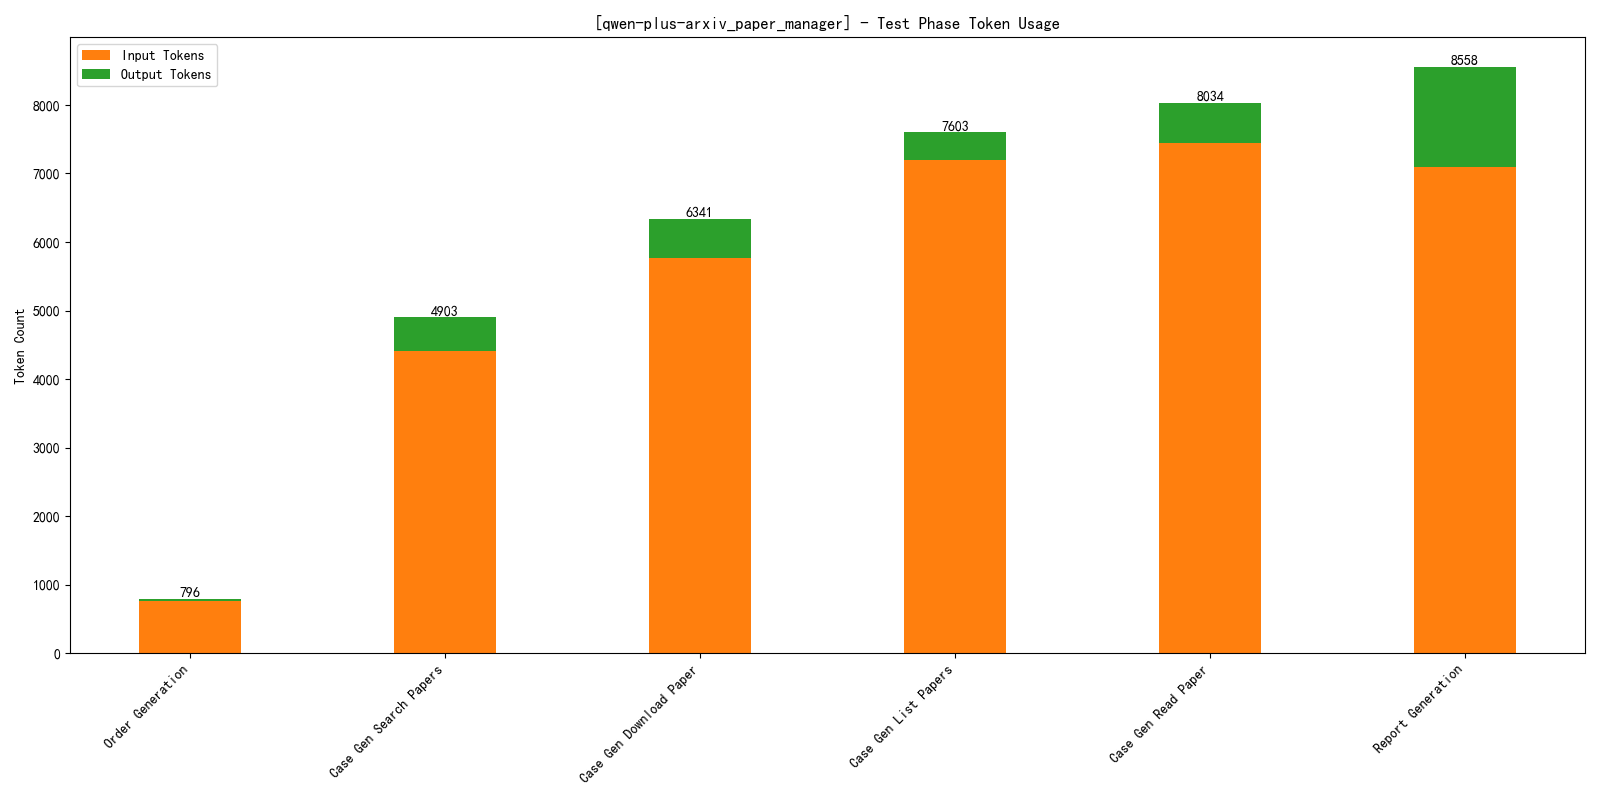 [qwen-plus-arxiv_paper_manager] - Test Phase Token Usage
Input Tokens
Output Tokens
Token Count
8000
7000
6000
5000
4000
3000
2000
1000
0
796
4903
6341
7603
8034
8558
Order Generation
Case Gen Search Papers
Case Gen Download Paper
Case Gen List Papers
Case Gen Read Paper
Report Generation